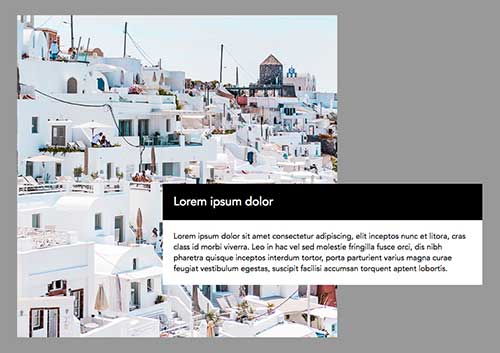 Lorem ipsum dolor
Lorem ipsum dolor sit amet consectetur adipiscing, elit inceptos nunc et litora, cras
class id morbi viverra. Leo in hac vel sed molestie fringilla fusce orci, dis nibh
pharetra quisque inceptos interdum tortor, porta parturient varius magna curae
feugiat vestibulum egestas, suscipit facilisi accumsan torquent aptent lobortis.